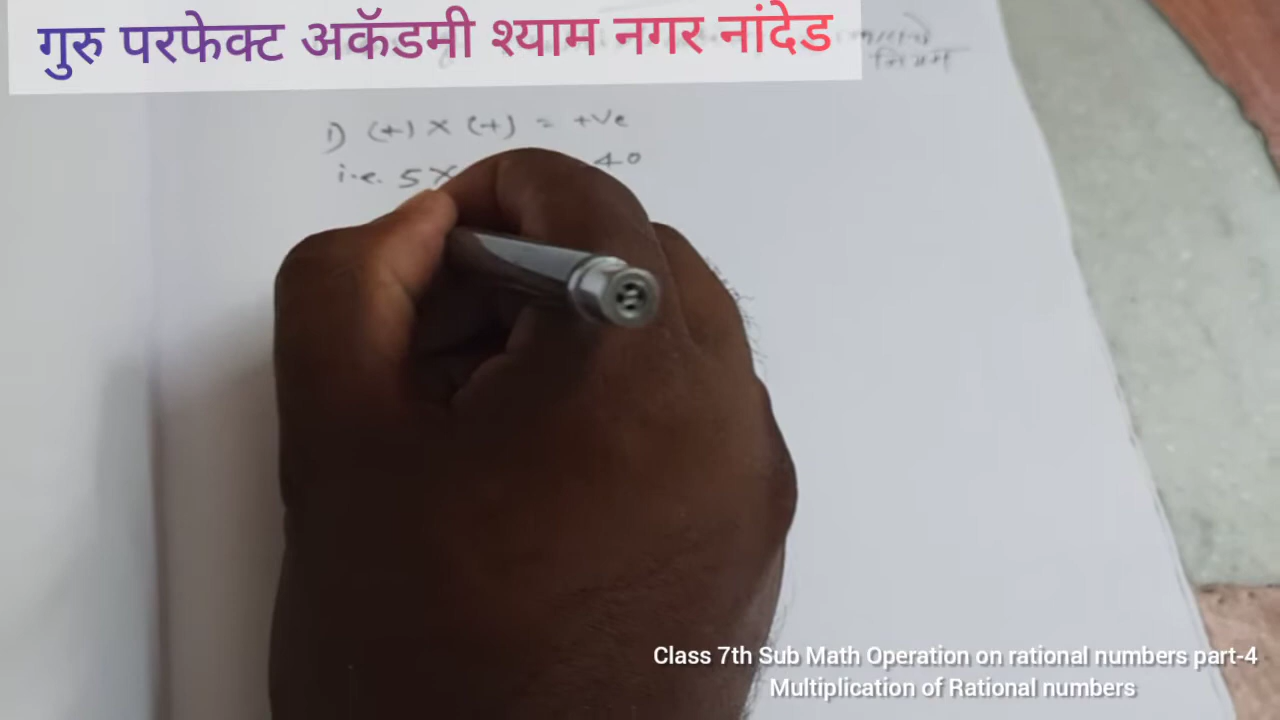 गुरु परफेक्ट अकॅडमी श्याम नगर नांदेड
नियम
1) (+) × (+) = +ve
i.e. 5 × 40
Class 7th Sub Math Operation on rational numbers part-4
Multiplication of Rational numbers